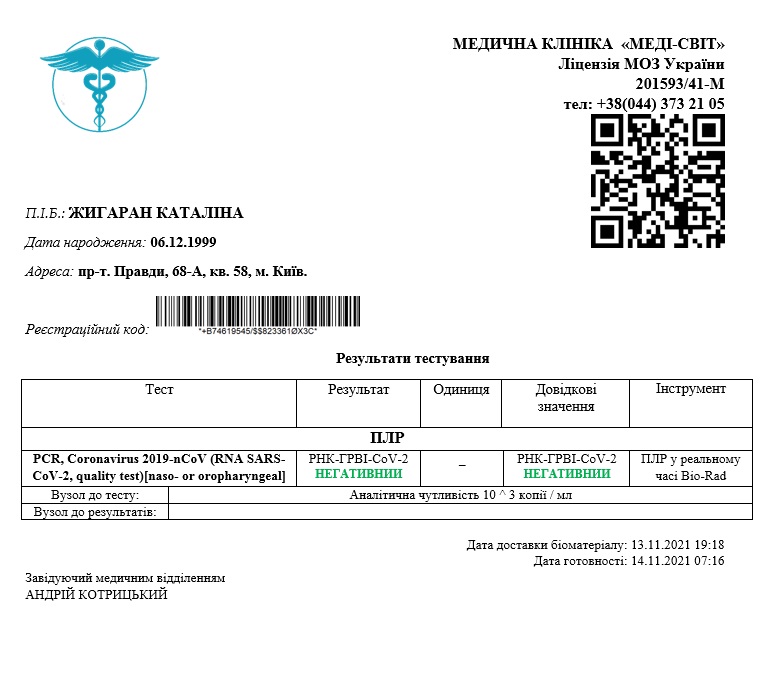 МЕДИЧНА КЛІНІКА «МЕДІ-СВІТ»
Ліцензія МОЗ України
201593/41-М
тел: +38(044) 373 21 05
П.І.Б.: ЖИГАРАН КАТАЛІНА
Дата народження: 06.12.1999
Адреса: пр-т. Правди, 68-А, кв. 58, м. Київ.
Реєстраційний код: *+B74619545/$$823361ØX3C*
Результати тестування
Тест Результат Одиниця Довідкові значення Інструмент
ПЛР
PCR, Coronavirus 2019-nCoV (RNA SARS-
CoV-2, quality test)[naso- or oropharyngeal]
РНК-ГРВІ-CoV-2
НЕГАТИВНИИ
–
РНК-ГРВІ-CoV-2
НЕГАТИВНИИ
ПЛР у реальному
часі Bio-Rad
Вузол до тесту: Аналітична чутливість 10 ^ 3 копії / мл
Вузол до результатів:
Дата доставки біоматеріалу: 13.11.2021 19:18
Дата готовності: 14.11.2021 07:16
Завідуючий медичним відділенням
АНДРІЙ КОТРИЦЬКИЙ